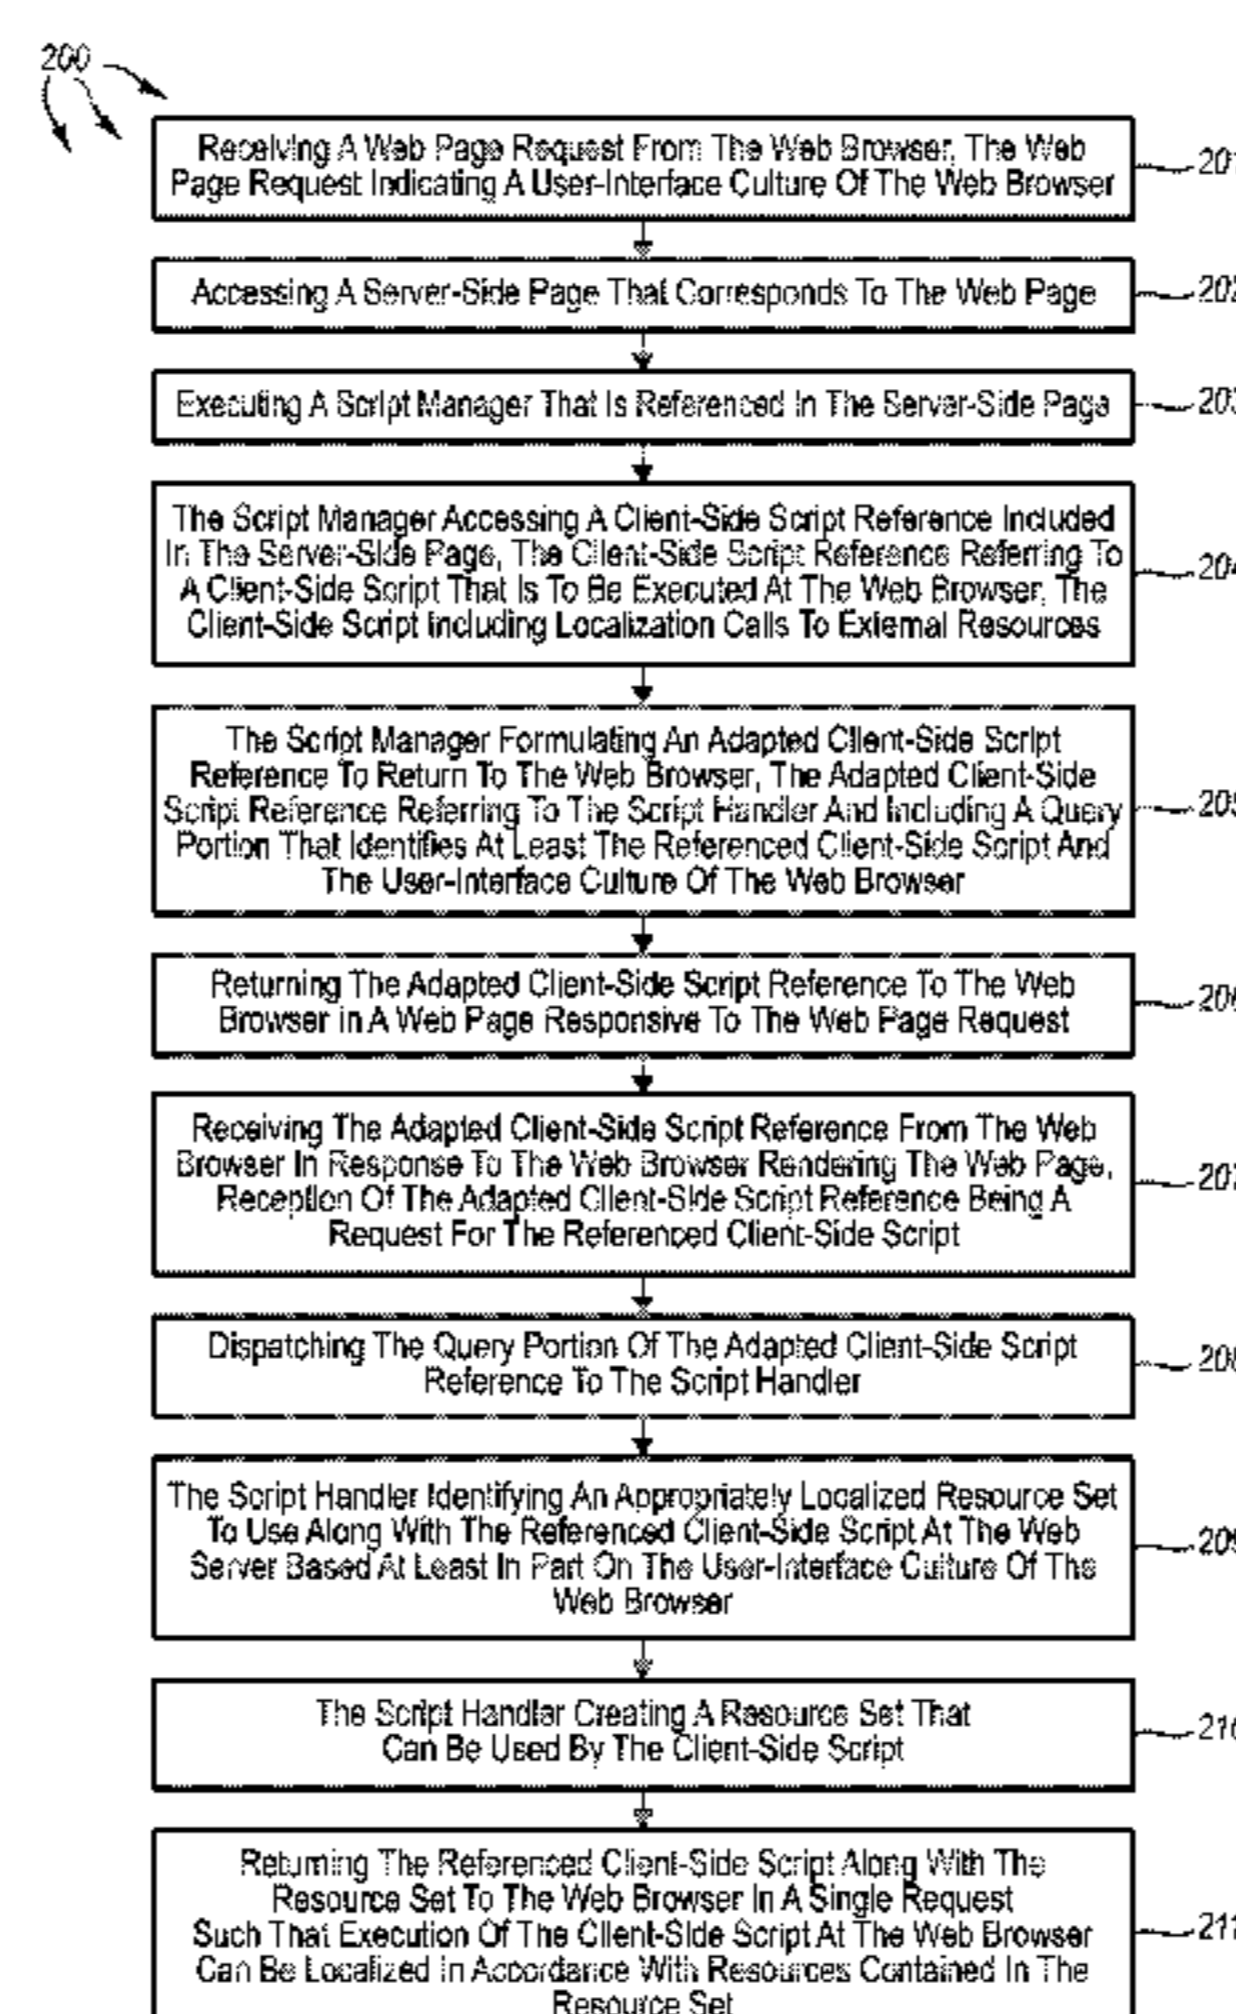 200
Receiving A Web Page Request From The Web Browser, The Web
Page Request Indicating A User-Interface Culture Of The Web Browser
201
Accessing A Server-Side Page That Corresponds To The Web Page
202
Executing A Script Manager That Is Referenced In The Server-Side Page
203
The Script Manager Accessing A Client-Side Script Reference Included
In The Server-Side Page, The Client-Side Script Reference Referring To
A Client-Side Script That Is To Be Executed At The Web Browser, The
Client-Side Script Including Localization Calls To External Resources
204
The Script Manager Formulating An Adapted Client-Side Script
Reference To Return To The Web Browser, The Adapted Client-Side
Script Reference Referring To The Script Handler And Including A Query
Portion That Identifies At Least The Referenced Client-Side Script And
The User-Interface Culture Of The Web Browser
205
Returning The Adapted Client-Side Script Reference To The Web
Browser in A Web Page Responsive To The Web Page Request
206
Receiving The Adapted Client-Side Script Reference From The Web
Browser In Response To The Web Browser Rendering The Web Page,
Reception Of The Adapted Client-Side Script Reference Being A
Request For The Referenced Client-Side Script
207
Dispatching The Query Portion Of The Adapted Client-Side Script
Reference To The Script Handler
208
The Script Handler Identifying An Appropriately Localized Resource Set
To Use Along With The Referenced Client-Side Script At The Web
Server Based At Least In Part On The User-Interface Culture Of The
Web Browser
209
The Script Handler Creating A Resource Set That
Can Be Used By The Client-Side Script
210
Returning The Referenced Client-Side Script Along With The
Resource Set To The Web Browser In A Single Request
Such That Execution Of The Client-Side Script At The Web Browser
Can Be Localized In Accordance With Resources Contained In The
Resource Set
211